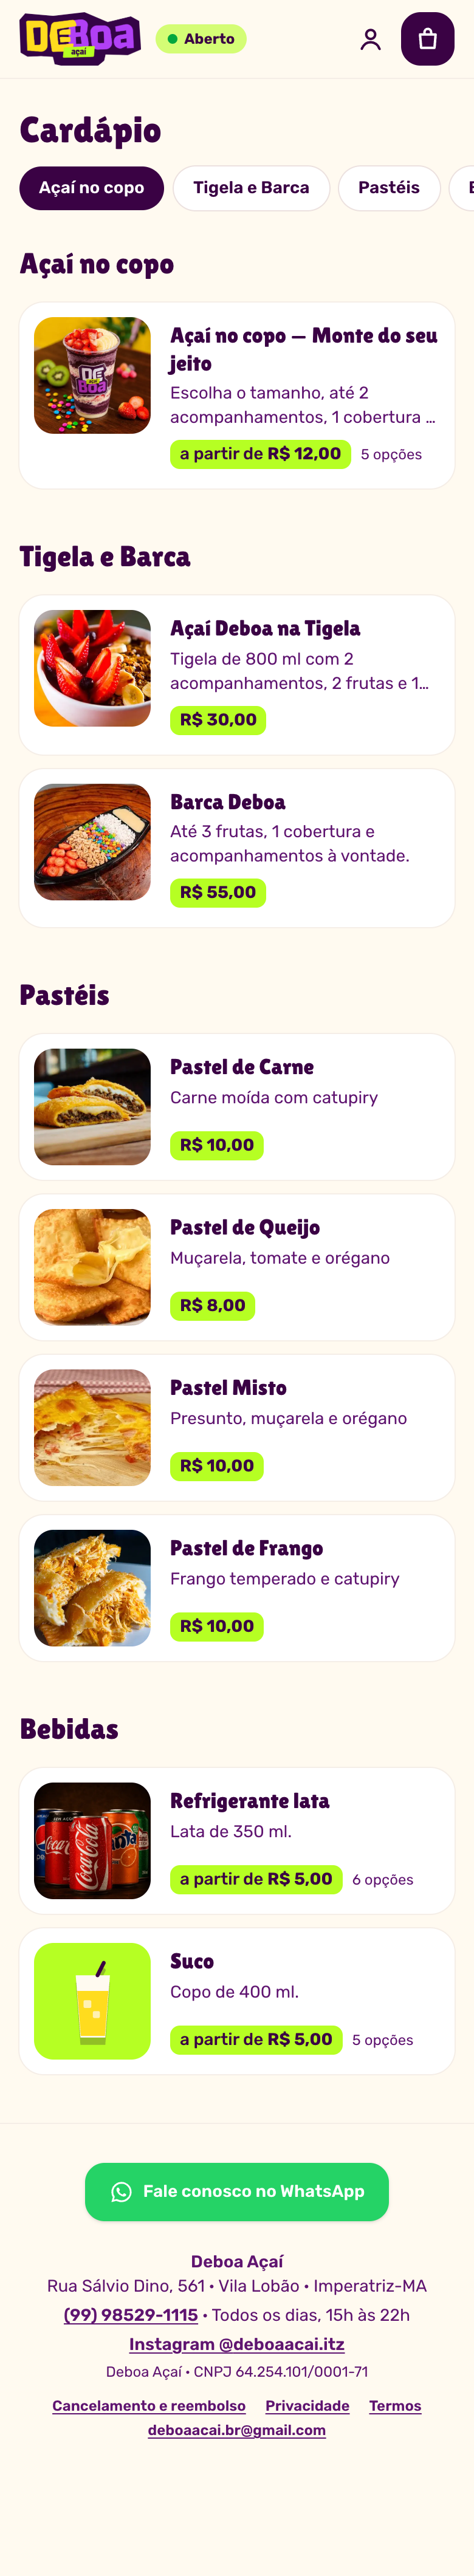 DEBoa
açaí
Aberto
Cardápio
Açaí no copo
Tigela e Barca
Pastéis
Açaí no copo
Açaí no copo — Monte do seu
jeito
Escolha o tamanho, até 2
acompanhamentos, 1 cobertura ...
a partir de R$ 12,00
5 opções
Tigela e Barca
Açaí Deboa na Tigela
Tigela de 800 ml com 2
acompanhamentos, 2 frutas e 1...
R$ 30,00
Barca Deboa
Até 3 frutas, 1 cobertura e
acompanhamentos à vontade.
R$ 55,00
Pastéis
Pastel de Carne
Carne moída com catupiry
R$ 10,00
Pastel de Queijo
Muçarela, tomate e orégano
R$ 8,00
Pastel Misto
Presunto, muçarela e orégano
R$ 10,00
Pastel de Frango
Frango temperado e catupiry
R$ 10,00
Bebidas
Refrigerante lata
Lata de 350 ml.
a partir de R$ 5,00
6 opções
Suco
Copo de 400 ml.
a partir de R$ 5,00
5 opções
Fale conosco no WhatsApp
Deboa Açaí
Rua Sálvio Dino, 561 • Vila Lobão • Imperatriz-MA
(99) 98529-1115 • Todos os dias, 15h às 22h
Instagram @deboaacai.itz
Deboa Açaí • CNPJ 64.254.101/0001-71
Cancelamento e reembolso
Privacidade
Termos
deboaacai.br@gmail.com